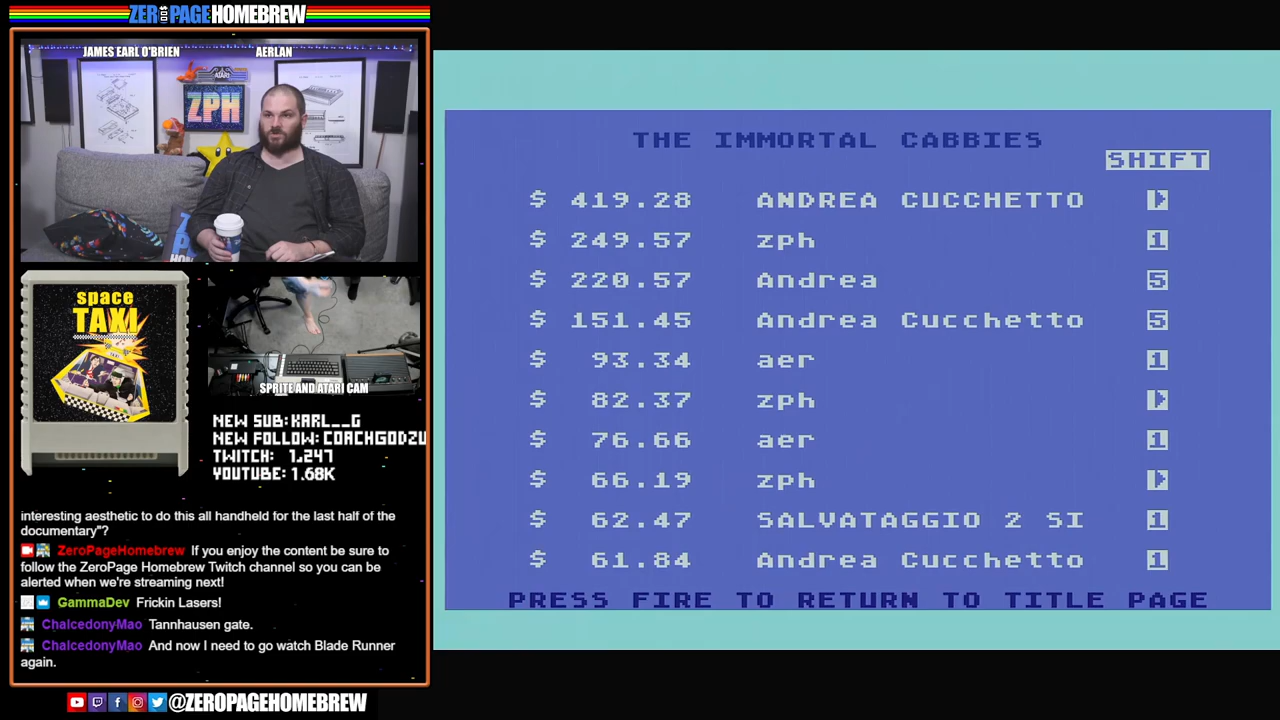 ZERO PAGE HOMEBREW
JAMES EARL O'BRIEN
AERLAN
ATARI
ZPH
space
TAXI
SPRITE AND ATARI CAM
NEW SUB: KARL__G
NEW FOLLOW: COACHGODZU
TWITCH: 1,247
YOUTUBE: 1.68K
interesting aesthetic to do this all handheld for the last half of the
documentary"?
ZeroPageHomebrew If you enjoy the content be sure to
follow the ZeroPage Homebrew Twitch channel so you can be
alerted when we're streaming next!
GammaDev Frickin Lasers!
ChalcedonyMao Tannhausen gate.
ChalcedonyMao And now I need to go watch Blade Runner
again.
@ZEROPAGEHOMEBREW
THE IMMORTAL CABBIES
SHIFT
$ 419.28 ANDREA CUCCHETTO
$ 249.57 zph 1
$ 220.57 Andrea 5
$ 151.45 Andrea Cucchetto 5
$ 93.34 aer 1
$ 82.37 zph
$ 76.66 aer 1
$ 66.19 zph
$ 62.47 SALVATAGGIO 2 SI 1
$ 61.84 Andrea Cucchetto 1
PRESS FIRE TO RETURN TO TITLE PAGE